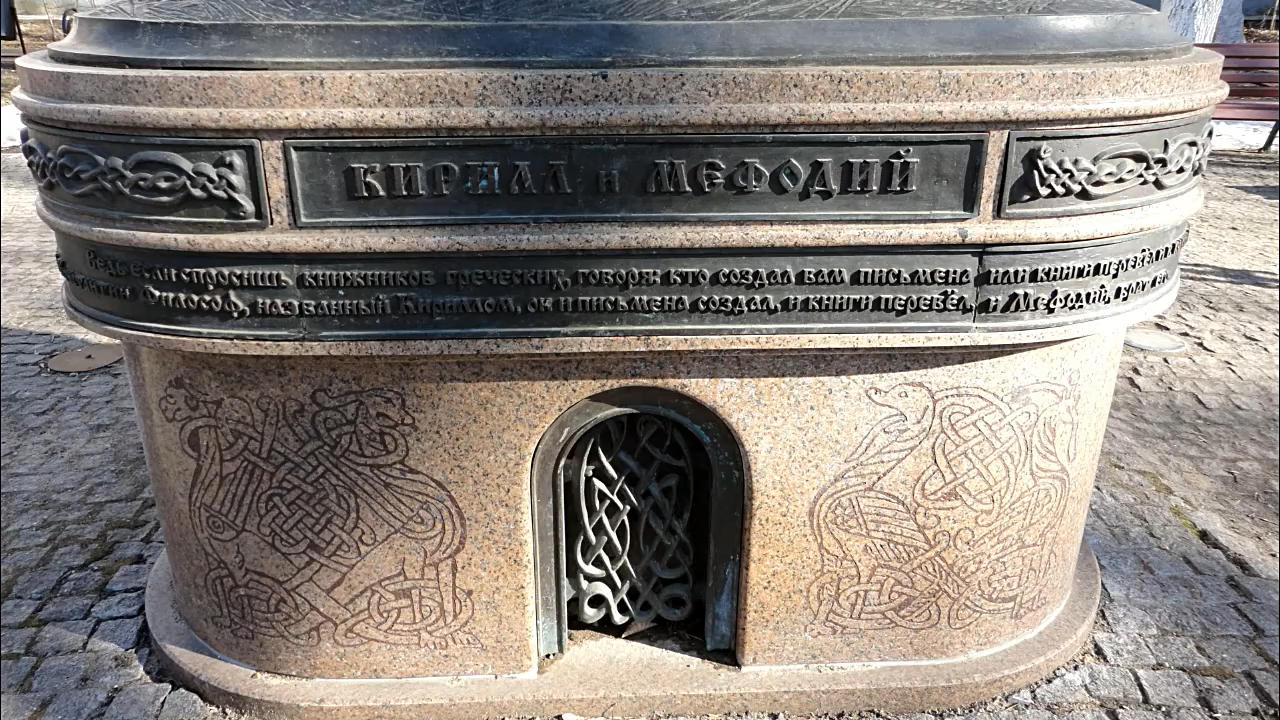 КИРИЛЛ и МЕФОДИЙ
Ведь если спросишь книжников греческих, говоря кто создал вам письмена или книги перевёл и в
Философ, названный Кириллом, он и письмена создал, и книги перевёл, и Мефодий, брат его.